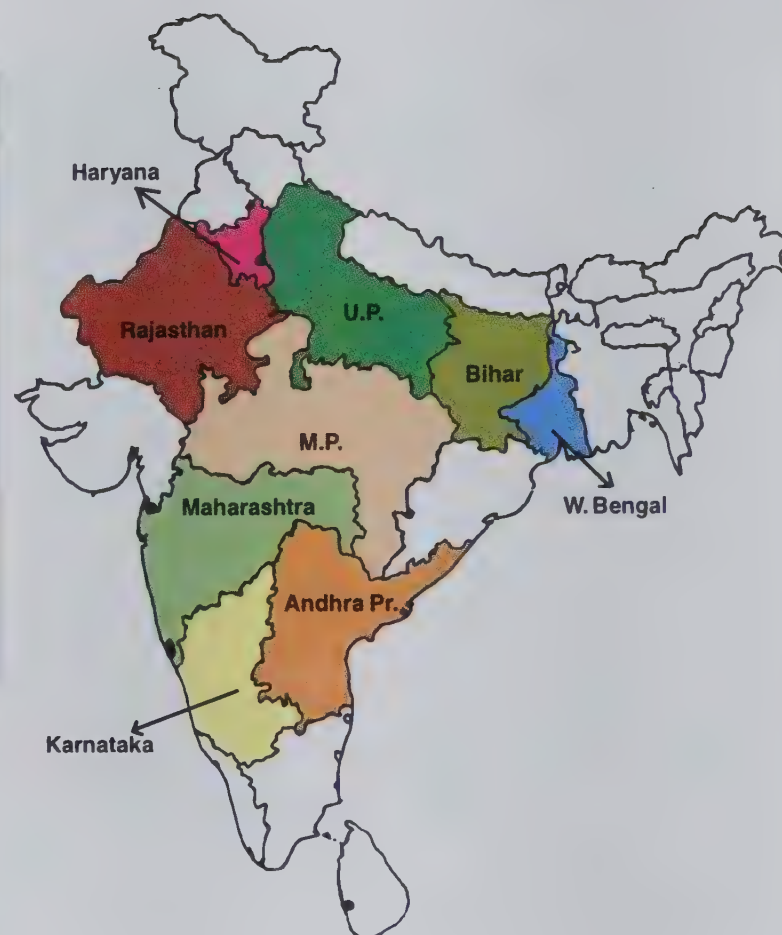 Haryana
U.P.
Rajasthan
Bihar
M.P.
W. Bengal
Maharashtra
Andhra Pr.
Karnataka